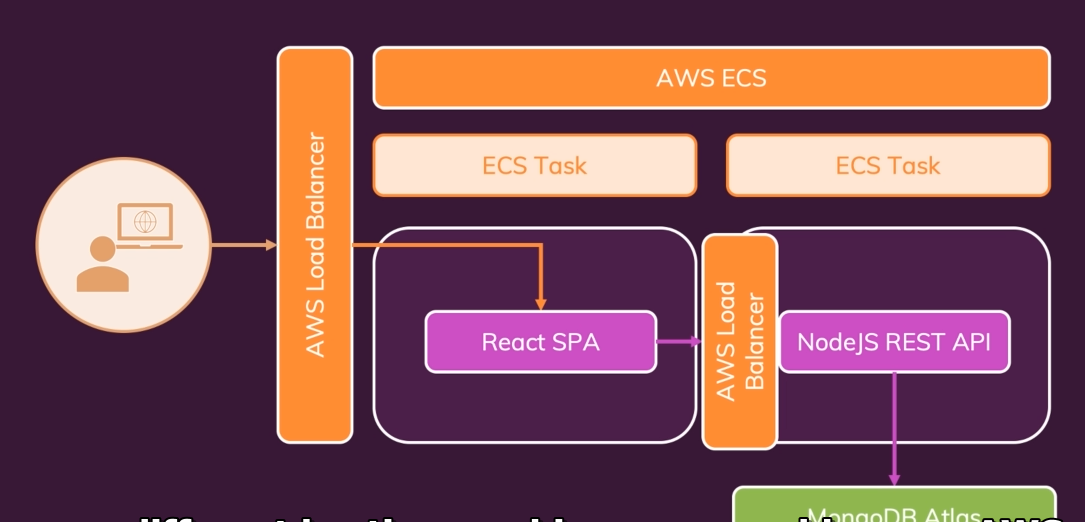 AWS ECS
ECS Task
ECS Task
AWS Load Balancer
React SPA
AWS Load
Balancer
NodeJS REST API
MongoDB Atlas